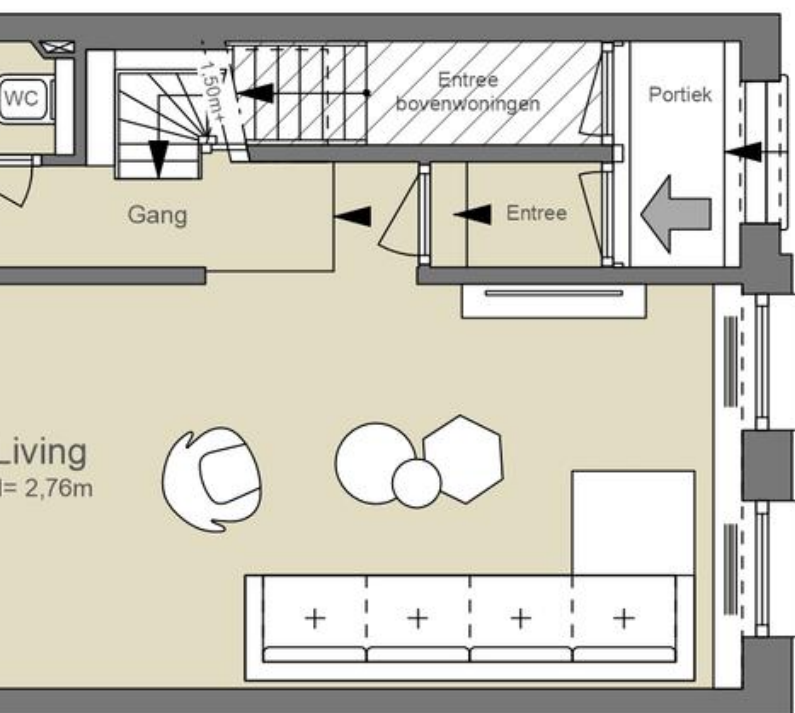 WC
1,50m+
Entree
bovenwoningen
Portiek
Gang
Entree
Living
= 2,76m